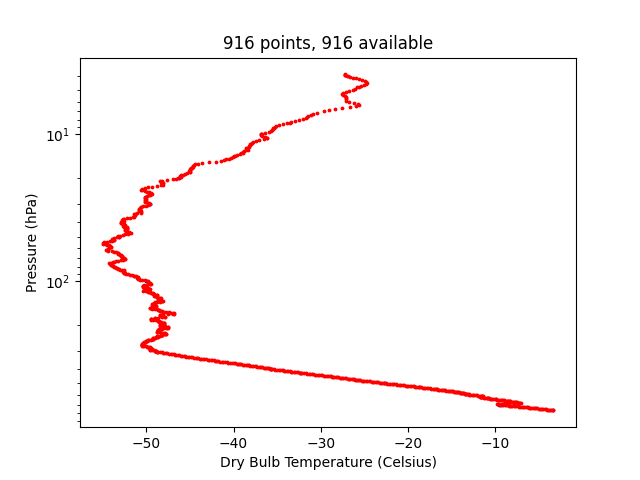 916 points, 916 available
10¹
10²
Pressure (hPa)
−50
−40
−30
−20
−10
Dry Bulb Temperature (Celsius)